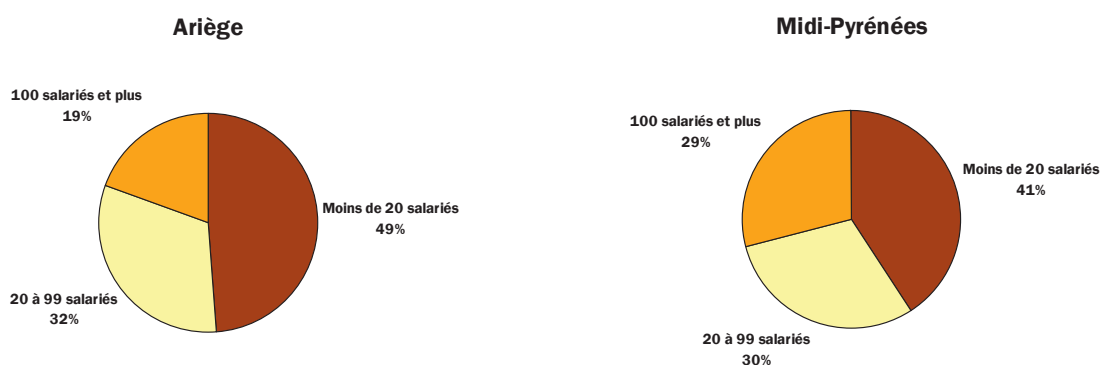 Ariège
100 salariés et plus
19%
Moins de 20 salariés
49%
20 à 99 salariés
32%
Midi-Pyrénées
100 salariés et plus
29%
Moins de 20 salariés
41%
20 à 99 salariés
30%